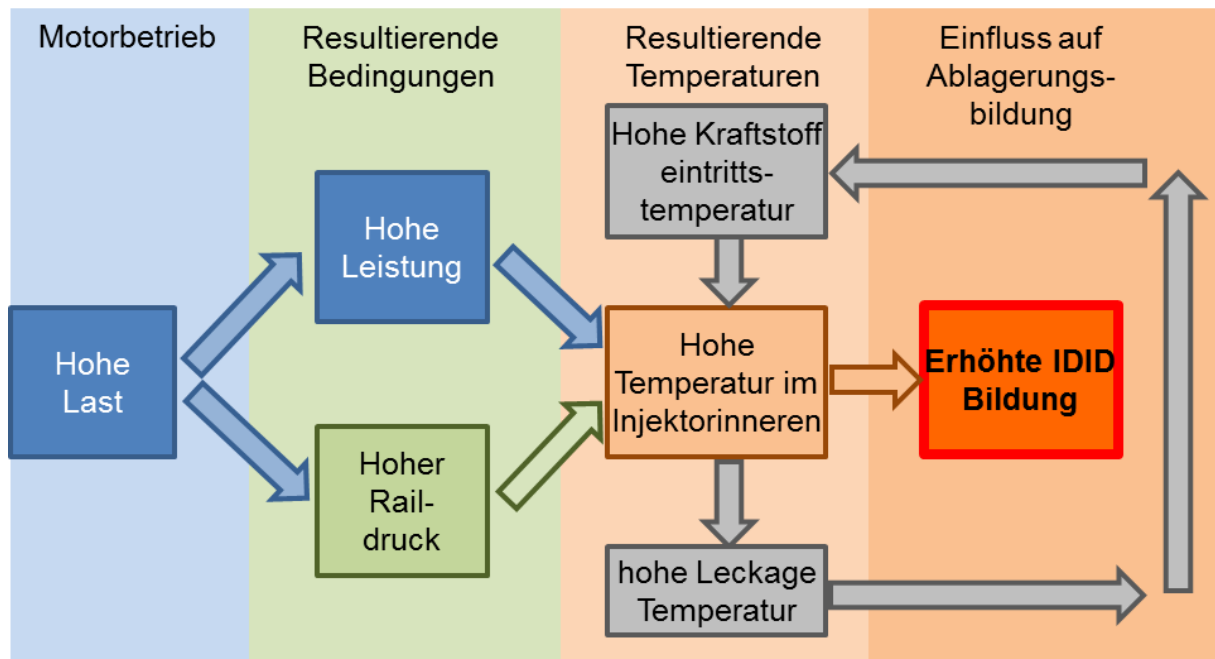 Motorbetrieb
Resultierende
Bedingungen
Resultierende
Temperaturen
Einfluss auf
Ablagerungs-
bildung
Hohe Kraftstoff
eintritts-
temperatur
Hohe
Leistung
Hohe
Last
Hohe
Temperatur im
Injektorinneren
Erhöhte IDID
Bildung
Hoher
Rail-
druck
hohe Leckage
Temperatur